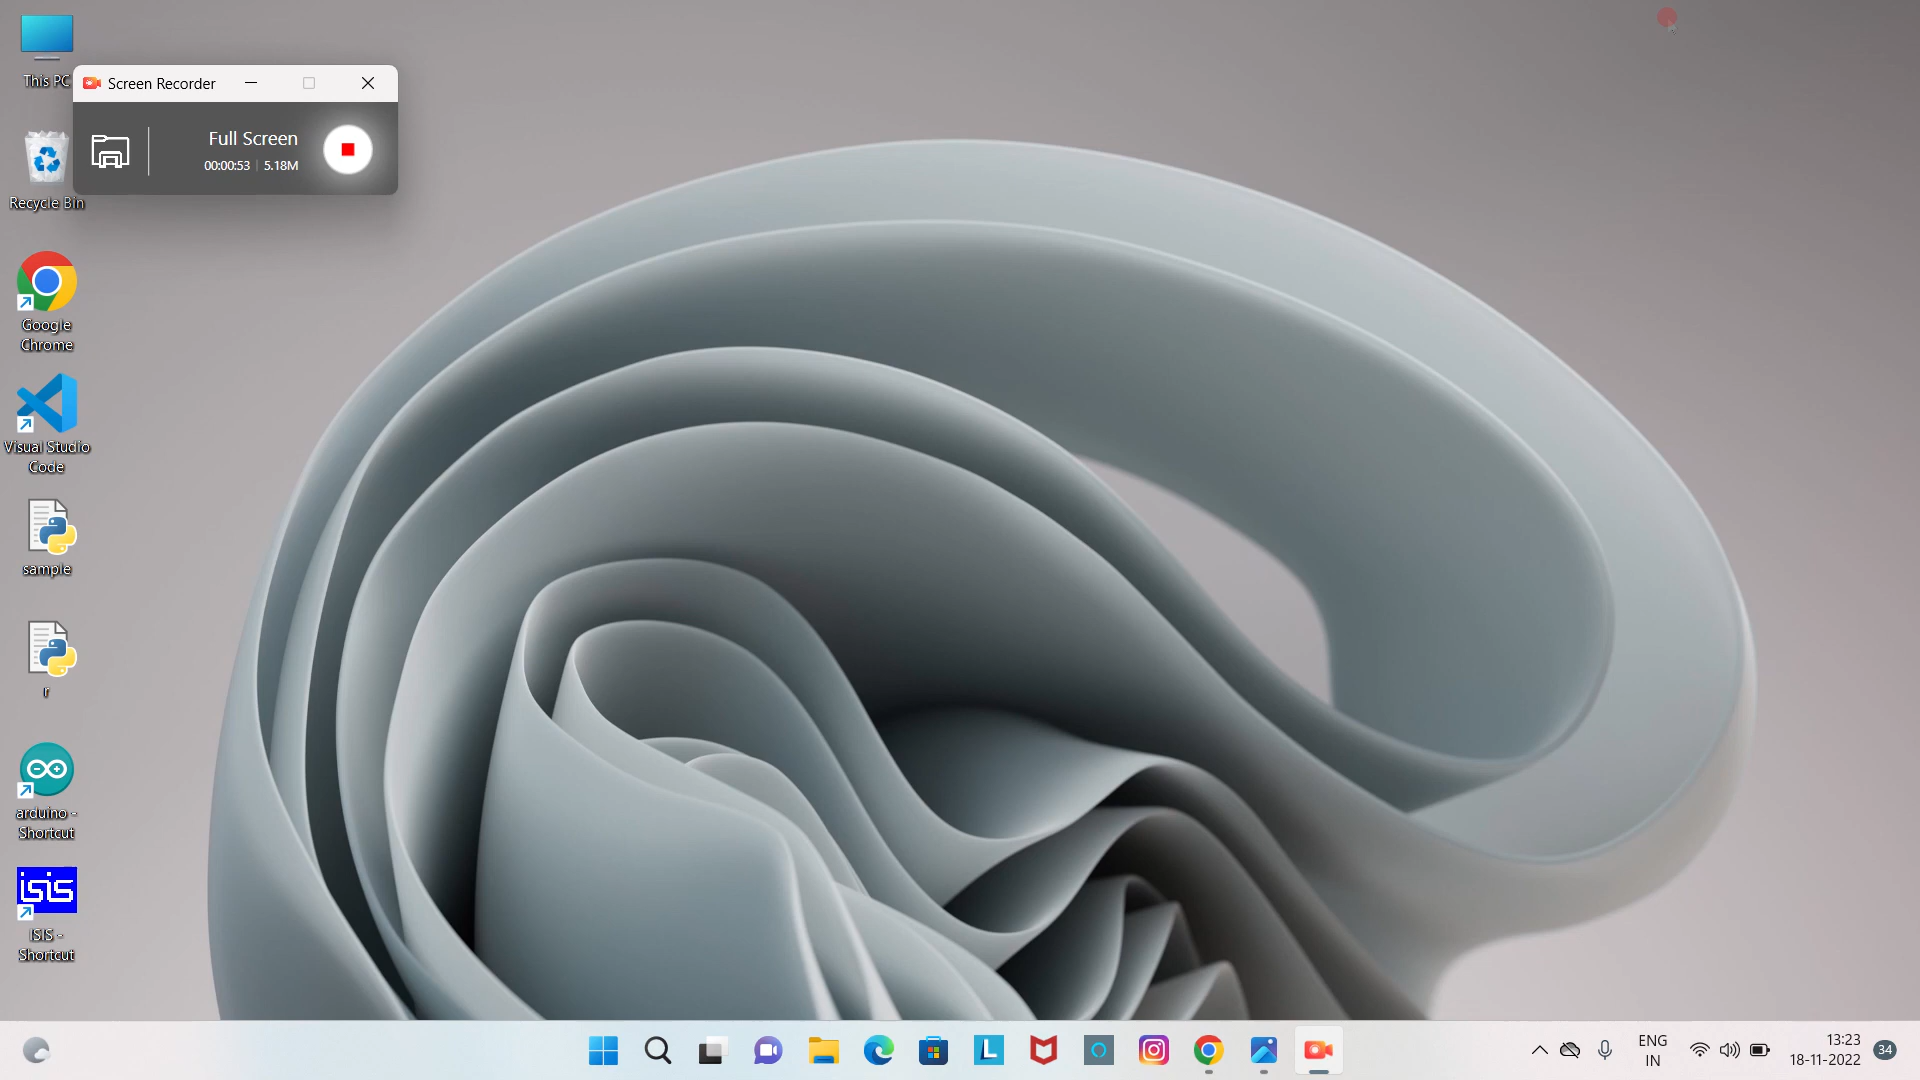 This PC
Screen Recorder
Full Screen
00:00:53 | 5.18M
Recycle Bin
Google
Chrome
Visual Studio
Code
sample
r
arduino -
Shortcut
isis
ISIS -
Shortcut
L
ENG
IN
13:23
18-11-2022
34